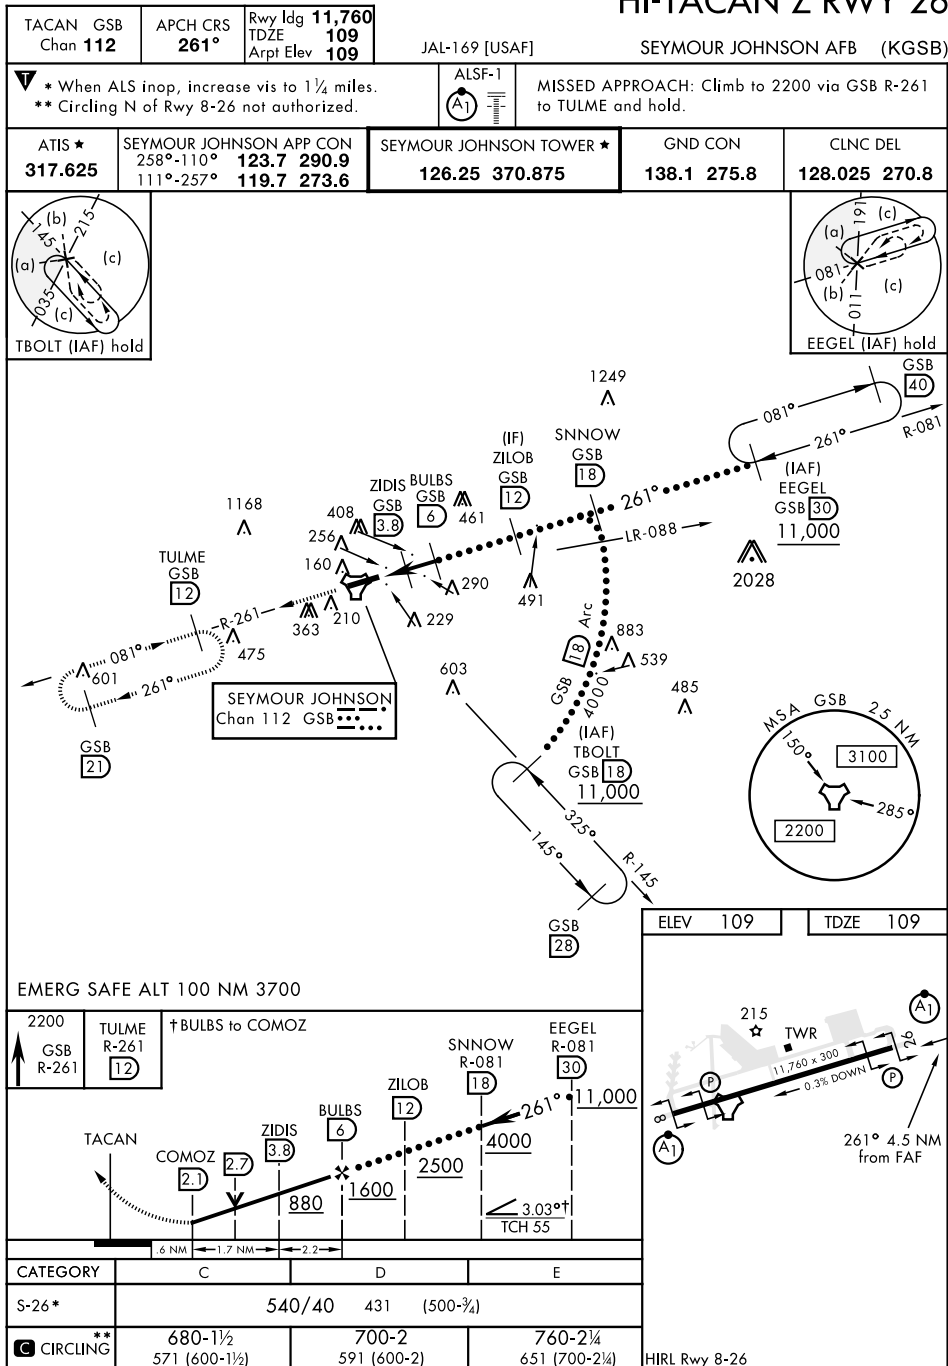 HI-TACAN Z RWY 26
TACAN GSB
Chan 112
APCH CRS
261°
Rwy ldg 11,760
TDZE 109
Arpt Elev 109
JAL-169 [USAF]
SEYMOUR JOHNSON AFB (KGSB)
T
* When ALS inop, increase vis to 1¼ miles.
** Circling N of Rwy 8-26 not authorized.
ALSF-1
A1
MISSED APPROACH: Climb to 2200 via GSB R-261
to TULME and hold.
ATIS ★
317.625
SEYMOUR JOHNSON APP CON
258°-110° 123.7 290.9
111°-257° 119.7 273.6
SEYMOUR JOHNSON TOWER ★
126.25 370.875
GND CON
138.1 275.8
CLNC DEL
128.025 270.8
(b)
145
215
(a)
(c)
035
(c)
TBOLT (IAF) hold
191
(c)
(a)
081
(b)
011
(c)
EEGEL (IAF) hold
GSB
40
R-081
081°
261°
(IAF)
EEGEL
GSB 30
11,000
1249
SNNOW
GSB
18
(IF)
ZILOB
GSB
12
261°
LR-088
2028
BULBS
GSB
6
461
ZIDIS
GSB
3.8
408
1168
256
160
TULME
GSB
12
R-261
363
210
229
290
491
475
081°
601
261°
GSB
21
SEYMOUR JOHNSON
Chan 112 GSB
603
GSB 18 Arc
4000
883
539
485
(IAF)
TBOLT
GSB 18
11,000
325°
145°
R-145
GSB
28
MSA GSB 25 NM
150°
3100
285°
2200
EMERG SAFE ALT 100 NM 3700
ELEV 109
TDZE 109
215
TWR
A1
26
11,760 x 300
0.3% DOWN
P
P
8
A1
261° 4.5 NM
from FAF
2200
GSB
R-261
TULME
R-261
12
†BULBS to COMOZ
TACAN
COMOZ
2.1
2.7
ZIDIS
3.8
BULBS
6
ZILOB
12
SNNOW
R-081
18
EEGEL
R-081
30
261°
11,000
4000
2500
1600
880
3.03°†
TCH 55
.6 NM
1.7 NM
2.2
CATEGORY C D E
S-26* 540/40 431 (500-¾)
C CIRCLING **
680-1½
571 (600-1½)
700-2
591 (600-2)
760-2¼
651 (700-2¼)
HIRL Rwy 8-26